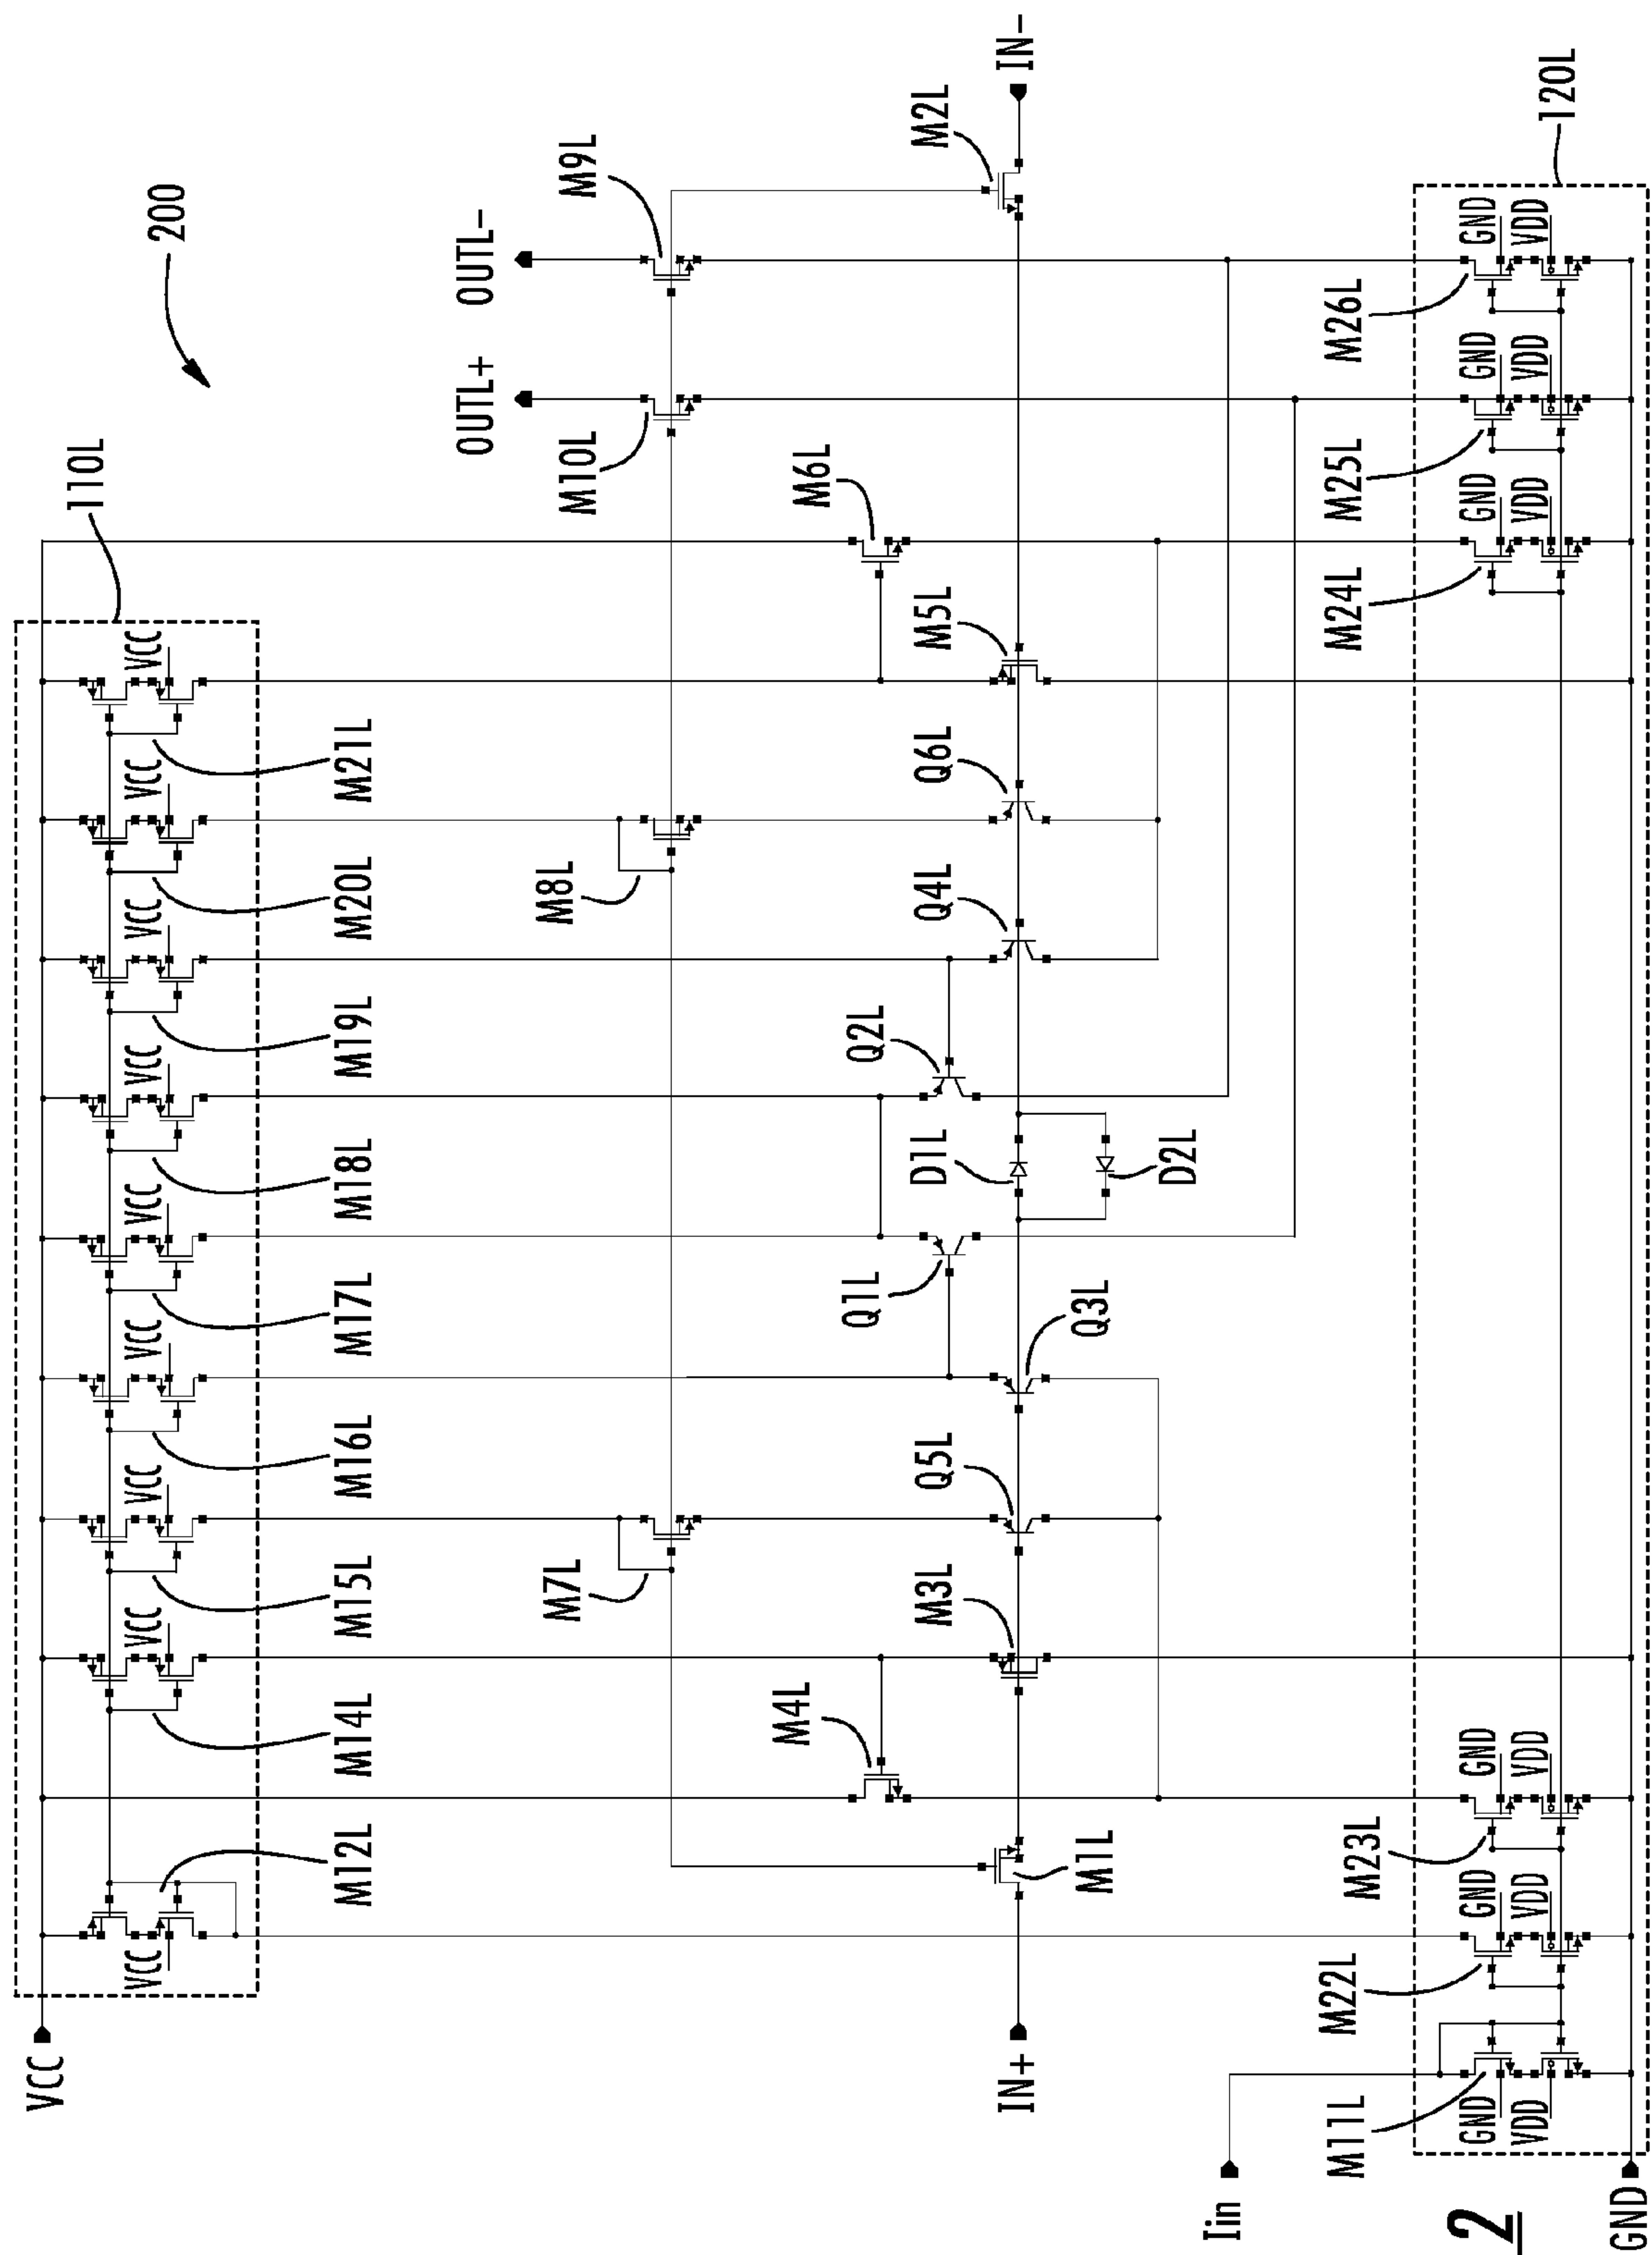 200
110L
VCC
VCC
VCC
VCC
VCC
VCC
VCC
VCC
VCC
VCC
M12L
M14L
M15L
M16L
M17L
M18L
M19L
M20L
M21L
OUTL+
OUTL-
M7L
M8L
M10L
M9L
M4L
Q1L
Q2L
M6L
IN+
M1L
M3L
Q5L
Q3L
D1L
D2L
Q4L
Q6L
M5L
M2L
IN-
Iin
M11L
M22L
M23L
M24L
M25L
M26L
GND
GND
GND
GND
GND
GND
VDD
VDD
VDD
VDD
VDD
VDD
120L
GND
2